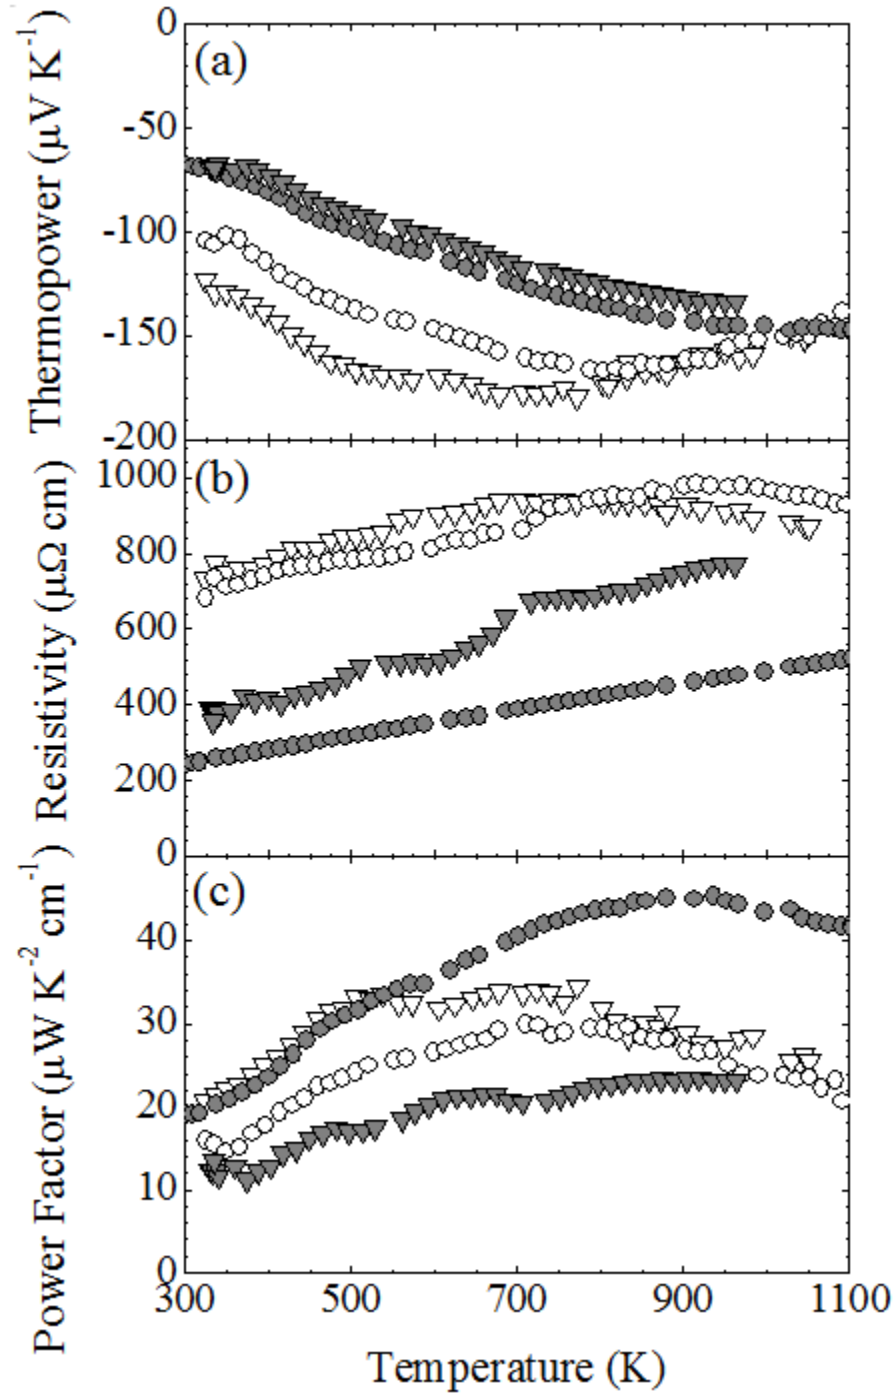 (a)
Thermopower (μV K⁻¹)
0
-50
-100
-150
-200
(b)
Resistivity (μΩ cm)
1000
800
600
400
200
0
(c)
Power Factor (μW K⁻² cm⁻¹)
40
30
20
10
0
300 500 700 900 1100
Temperature (K)